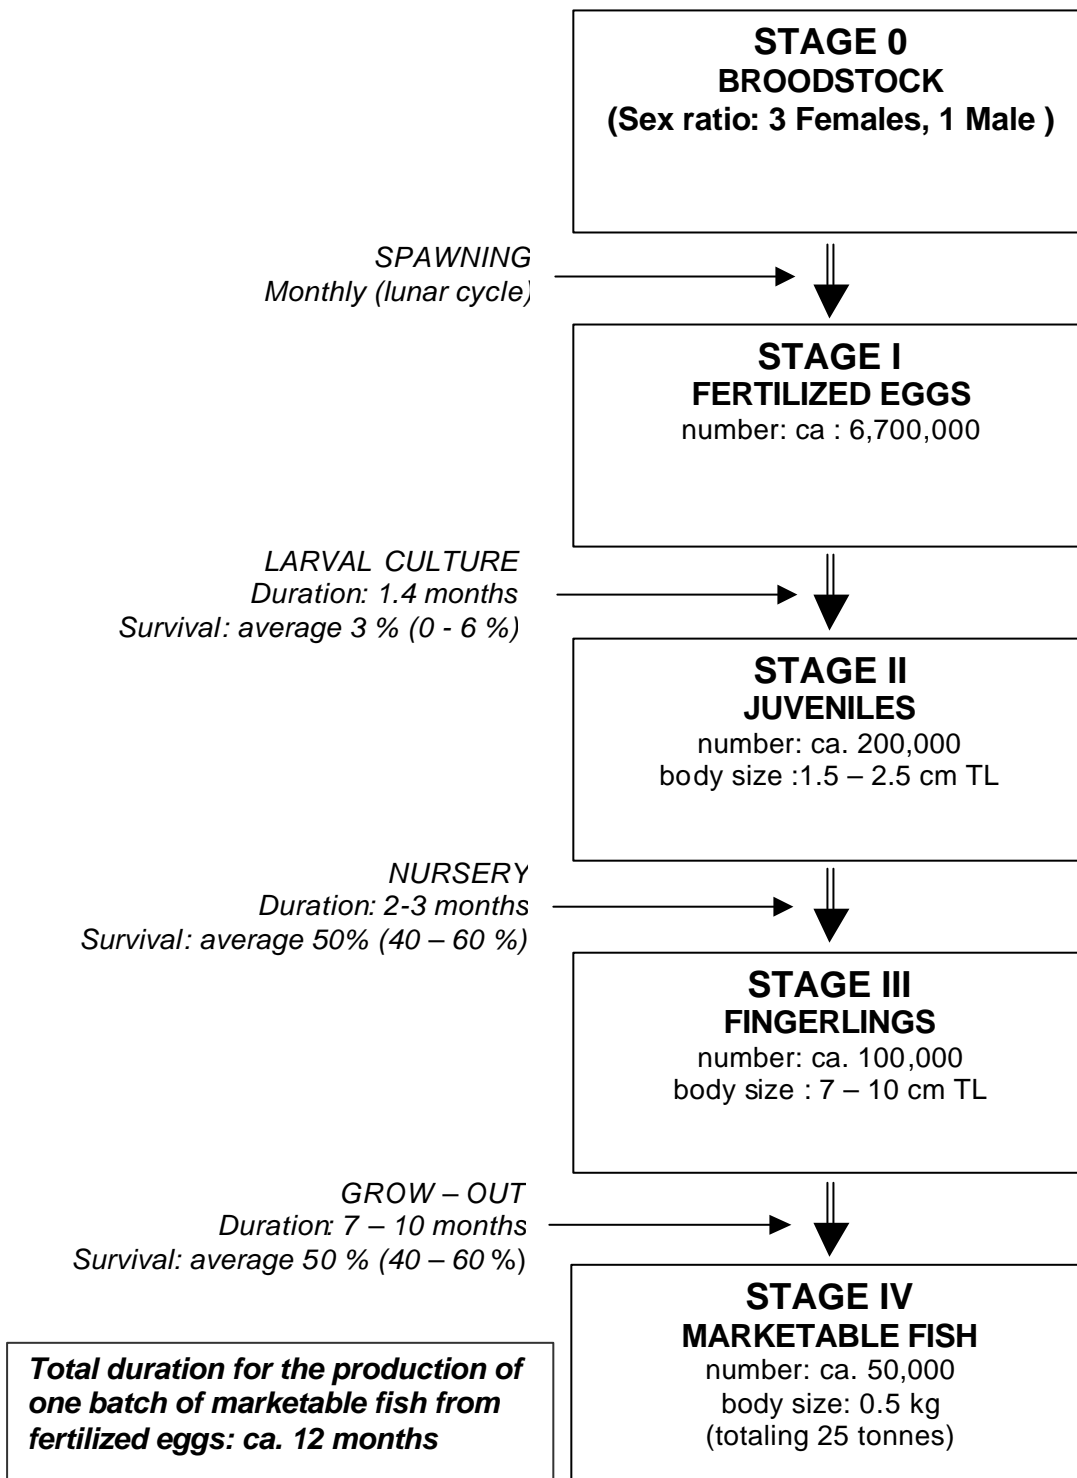 STAGE 0
BROODSTOCK
(Sex ratio: 3 Females, 1 Male )
SPAWNING
Monthly (lunar cycle)
STAGE I
FERTILIZED EGGS
number: ca : 6,700,000
LARVAL CULTURE
Duration: 1.4 months
Survival: average 3 % (0 - 6 %)
STAGE II
JUVENILES
number: ca. 200,000
body size :1.5 – 2.5 cm TL
NURSERY
Duration: 2-3 months
Survival: average 50% (40 – 60 %)
STAGE III
FINGERLINGS
number: ca. 100,000
body size : 7 – 10 cm TL
GROW – OUT
Duration: 7 – 10 months
Survival: average 50 % (40 – 60 %)
STAGE IV
MARKETABLE FISH
number: ca. 50,000
body size: 0.5 kg
(totaling 25 tonnes)
Total duration for the production of
one batch of marketable fish from
fertilized eggs: ca. 12 months